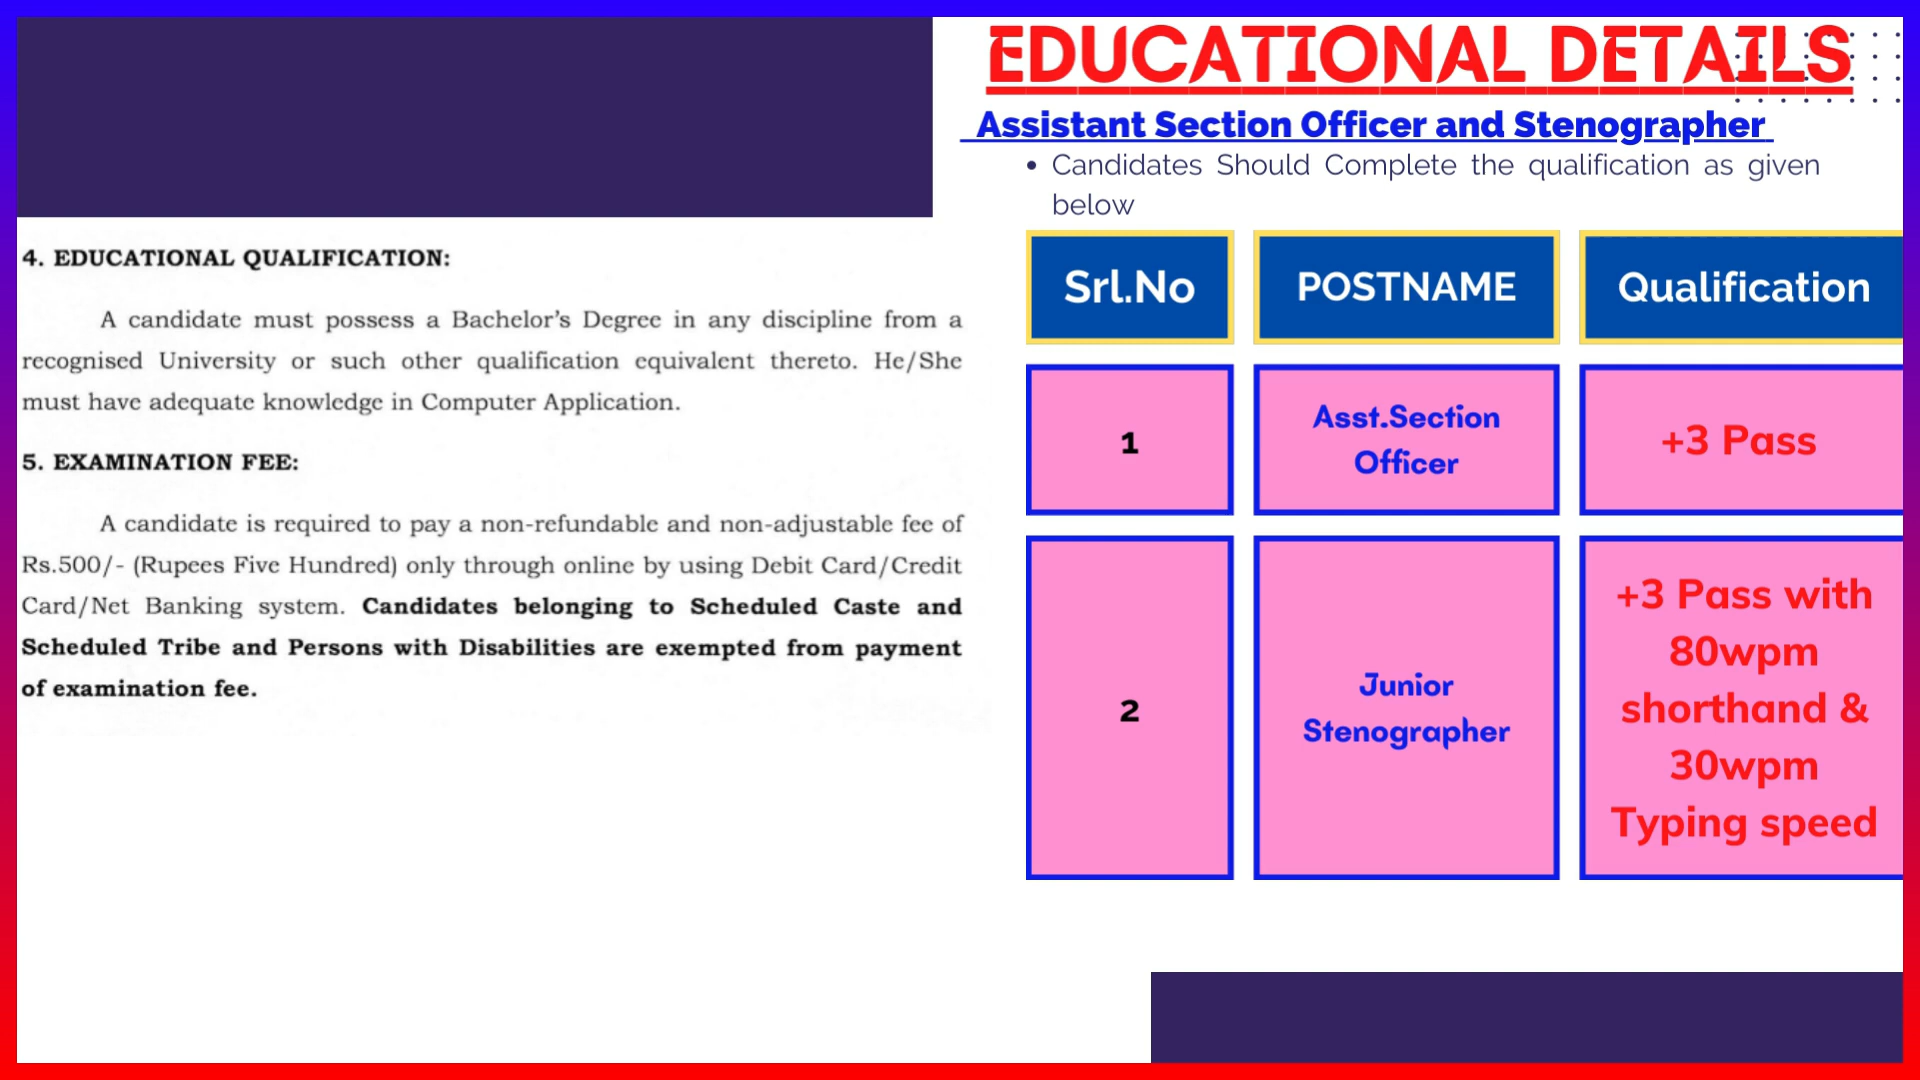 4. EDUCATIONAL QUALIFICATION:
A candidate must possess a Bachelor's Degree in any discipline from a
recognised University or such other qualification equivalent thereto. He/She
must have adequate knowledge in Computer Application.
5. EXAMINATION FEE:
A candidate is required to pay a non-refundable and non-adjustable fee of
Rs.500/- (Rupees Five Hundred) only through online by using Debit Card/Credit
Card/Net Banking system. Candidates belonging to Scheduled Caste and
Scheduled Tribe and Persons with Disabilities are exempted from payment
of examination fee.
EDUCATIONAL DETAILS
Assistant Section Officer and Stenographer
• Candidates Should Complete the qualification as given
below
Srl.No POSTNAME Qualification
1
Asst.Section
Officer
+3 Pass
2
Junior
Stenographer
+3 Pass with
80wpm
shorthand &
30wpm
Typing speed